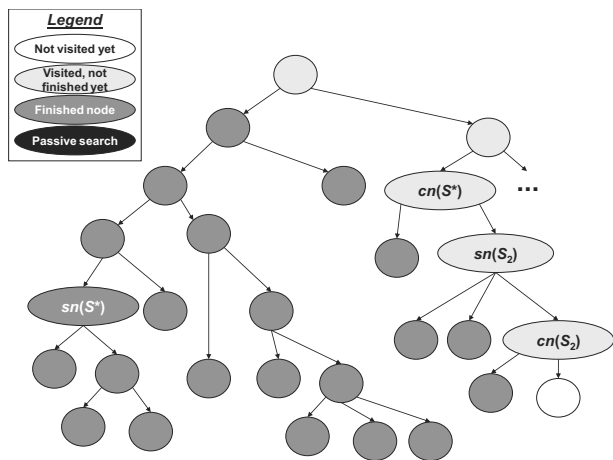 Legend
Not visited yet
Visited, not
finished yet
Finished node
Passive search
cn(S*)
...
sn(S₂)
sn(S*)
cn(S₂)